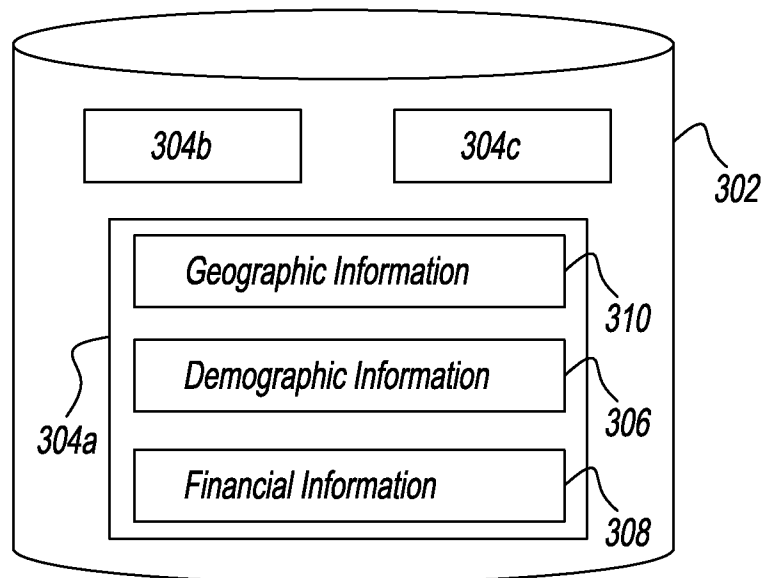 304b
304c
302
Geographic Information
310
Demographic Information
304a
306
Financial Information
308